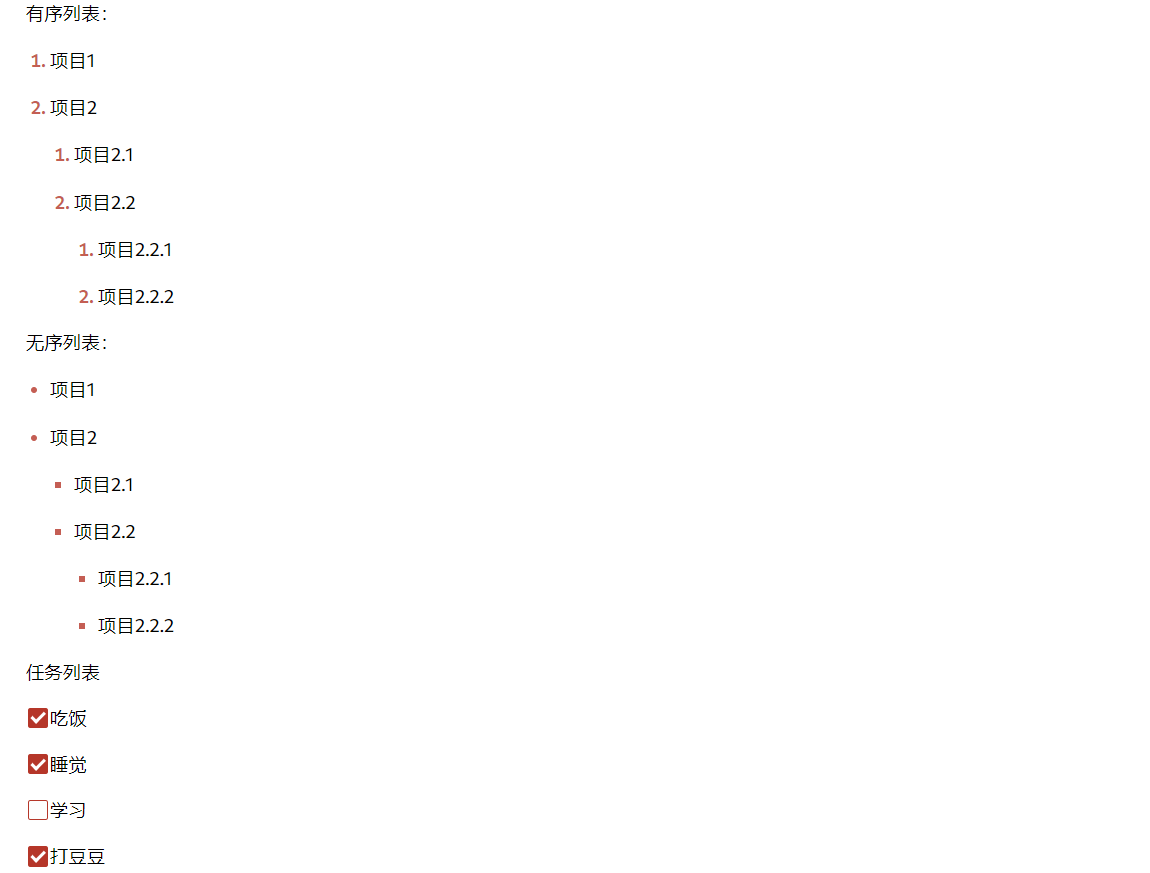 有序列表：
1. 项目1
2. 项目2
1. 项目2.1
2. 项目2.2
1. 项目2.2.1
2. 项目2.2.2
无序列表：
• 项目1
• 项目2
▪ 项目2.1
▪ 项目2.2
▪ 项目2.2.1
▪ 项目2.2.2
任务列表
吃饭
睡觉
学习
打豆豆